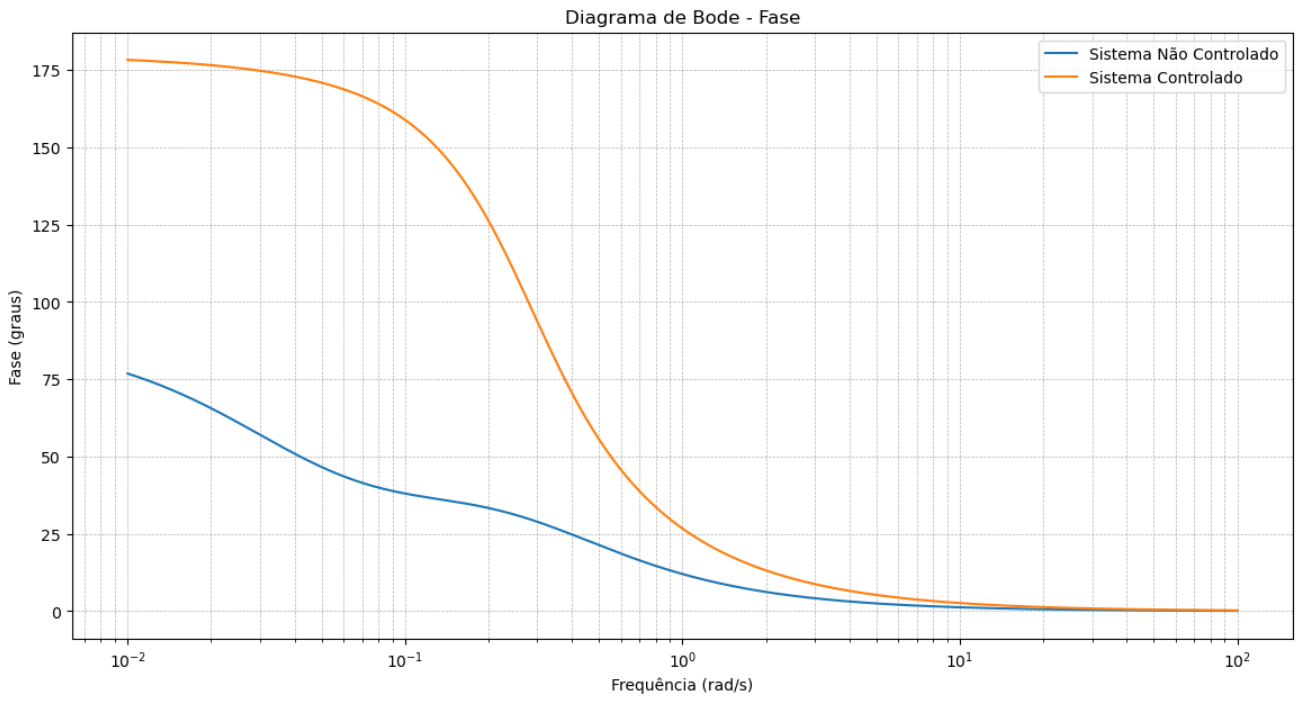 Diagrama de Bode - Fase
Sistema Não Controlado
Sistema Controlado
Fase (graus)
175
150
125
100
75
50
25
0
10⁻²
10⁻¹
10⁰
10¹
10²
Frequência (rad/s)